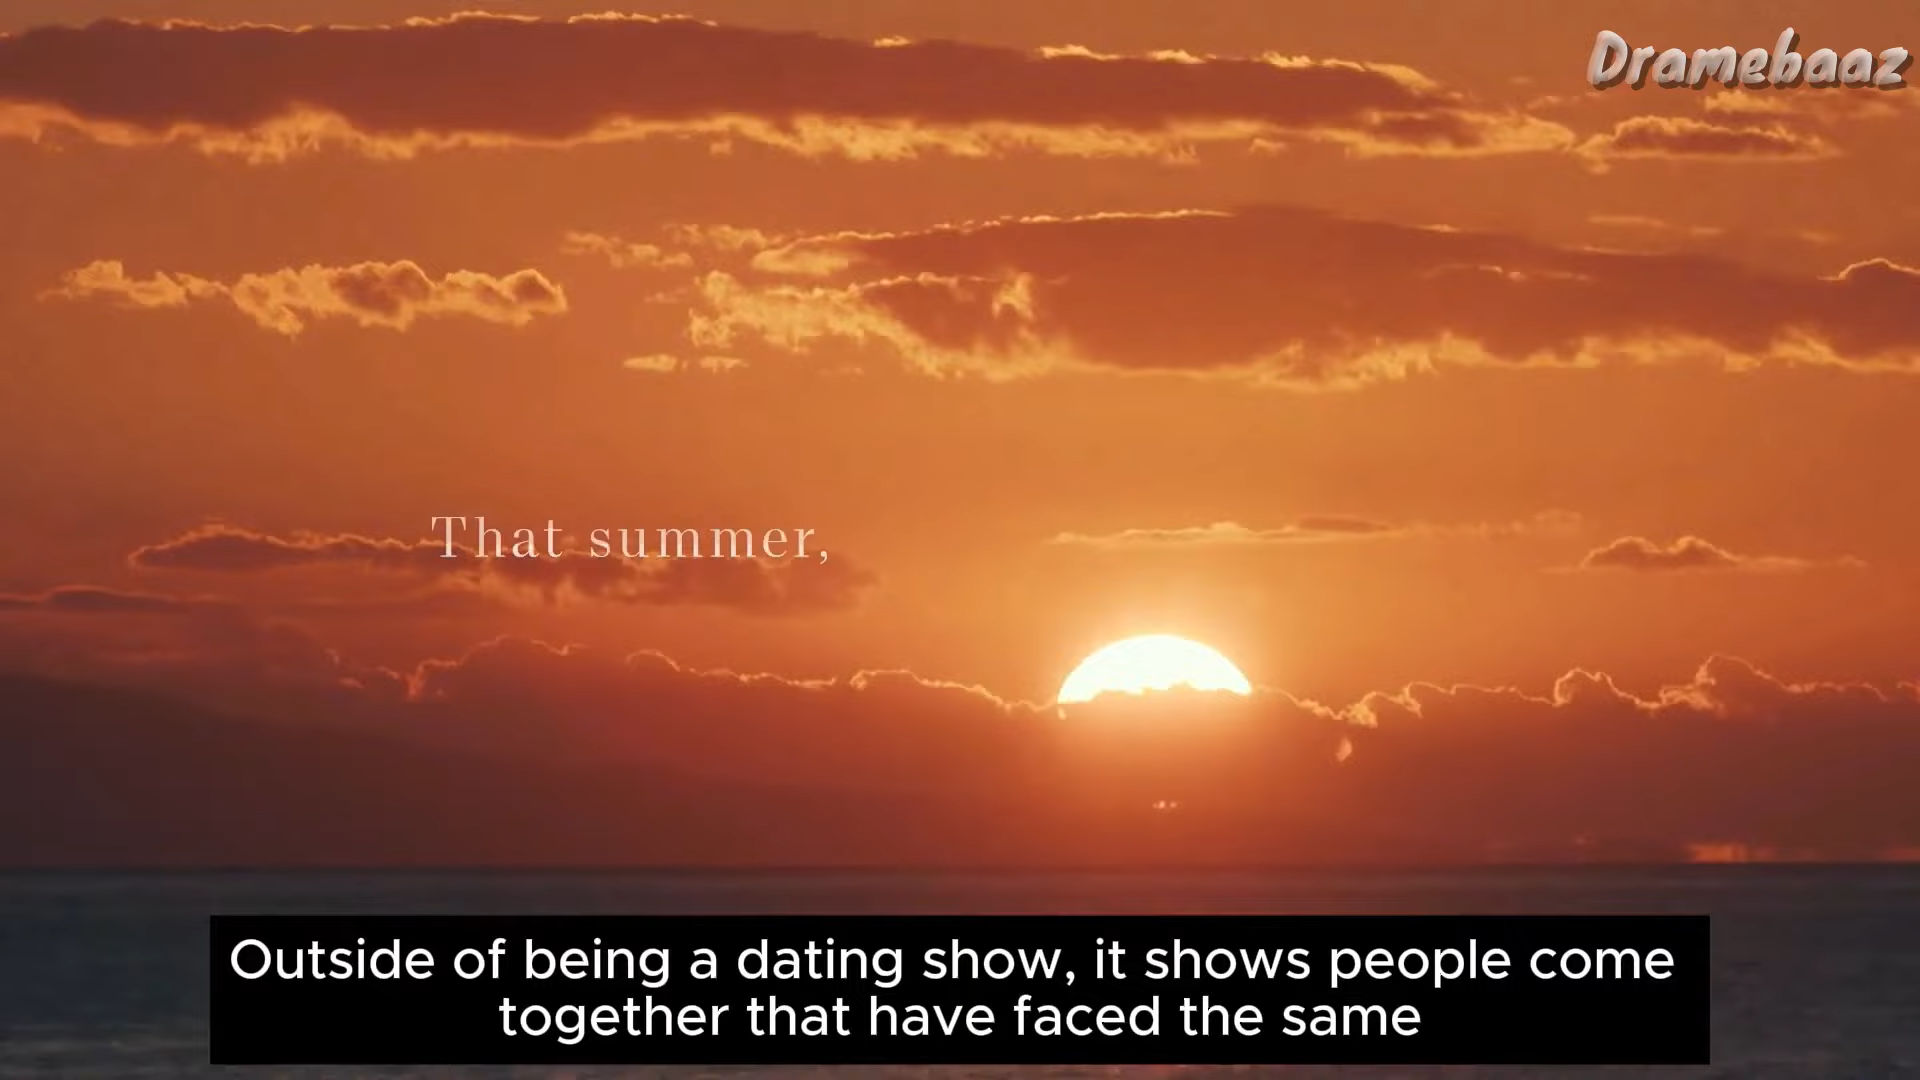 Dramebaaz
That summer,
Outside of being a dating show, it shows people come
together that have faced the same